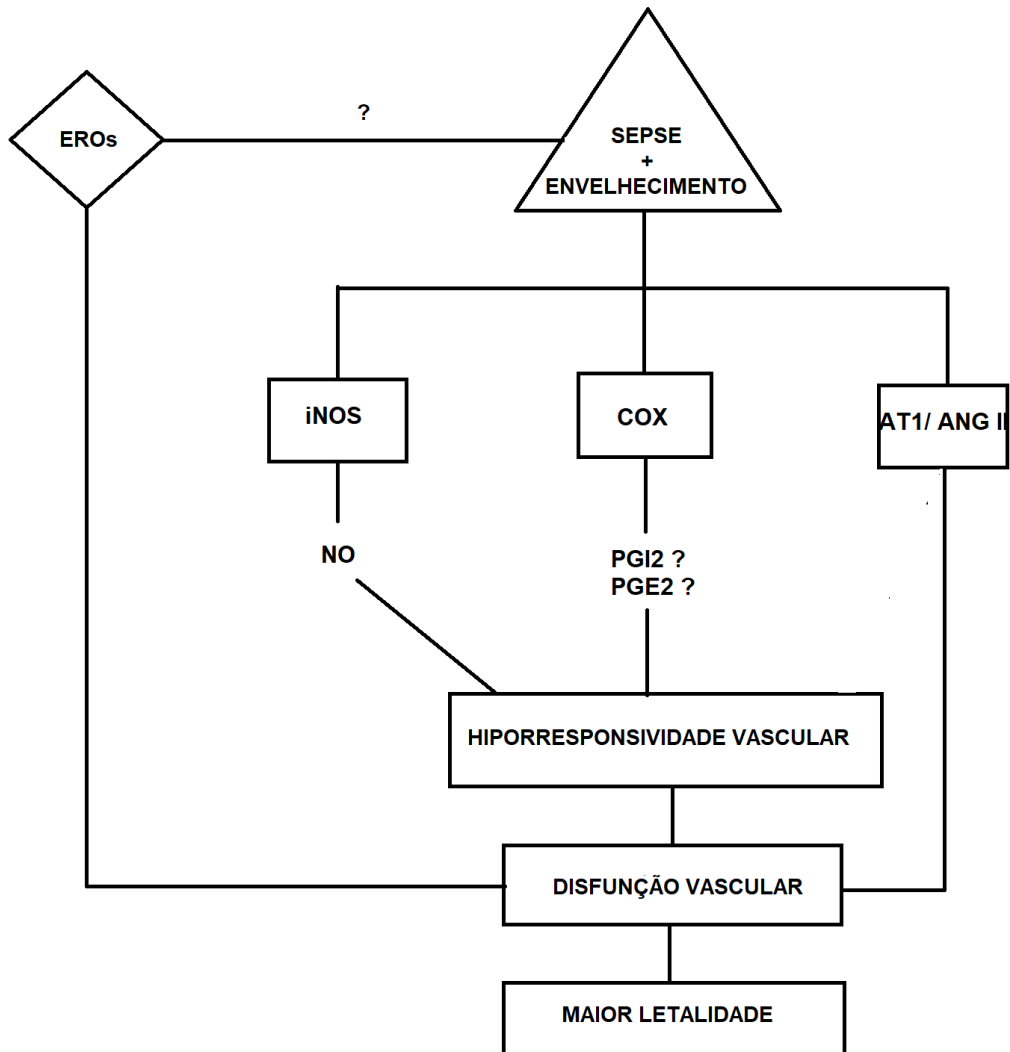 ?
EROs
SEPSE
+
ENVELHECIMENTO
iNOS
COX
AT1/ ANG II
NO
PGI2 ?
PGE2 ?
HIPORRESPONSIVIDADE VASCULAR
DISFUNÇÃO VASCULAR
MAIOR LETALIDADE